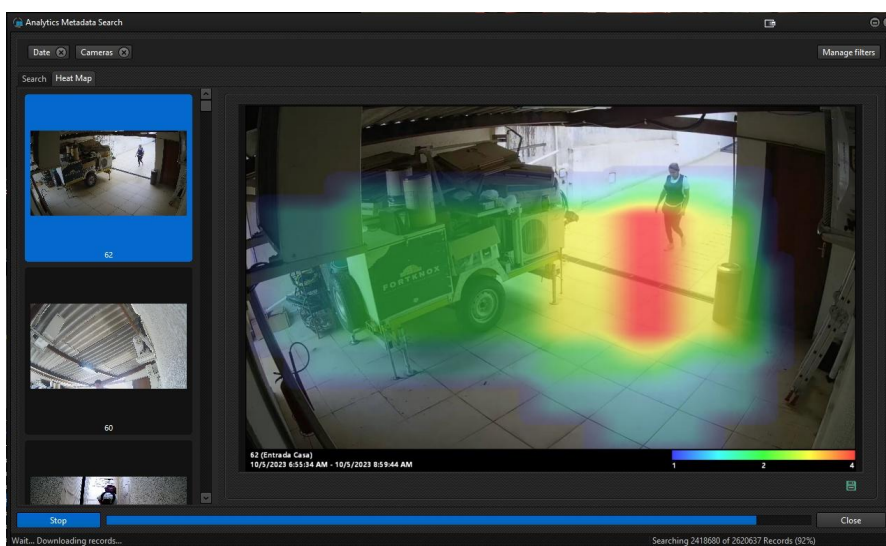 Analytics Metadata Search
Date
Cameras
Manage filters
Search
Heat Map
62
60
FORTKNOX
62 (Entrada Casa)
10/5/2023 6:55:34 AM - 10/5/2023 8:59:44 AM
1 2 4
Stop
Close
Wait... Downloading records...
Searching 2418680 of 2620637 Records (92%)